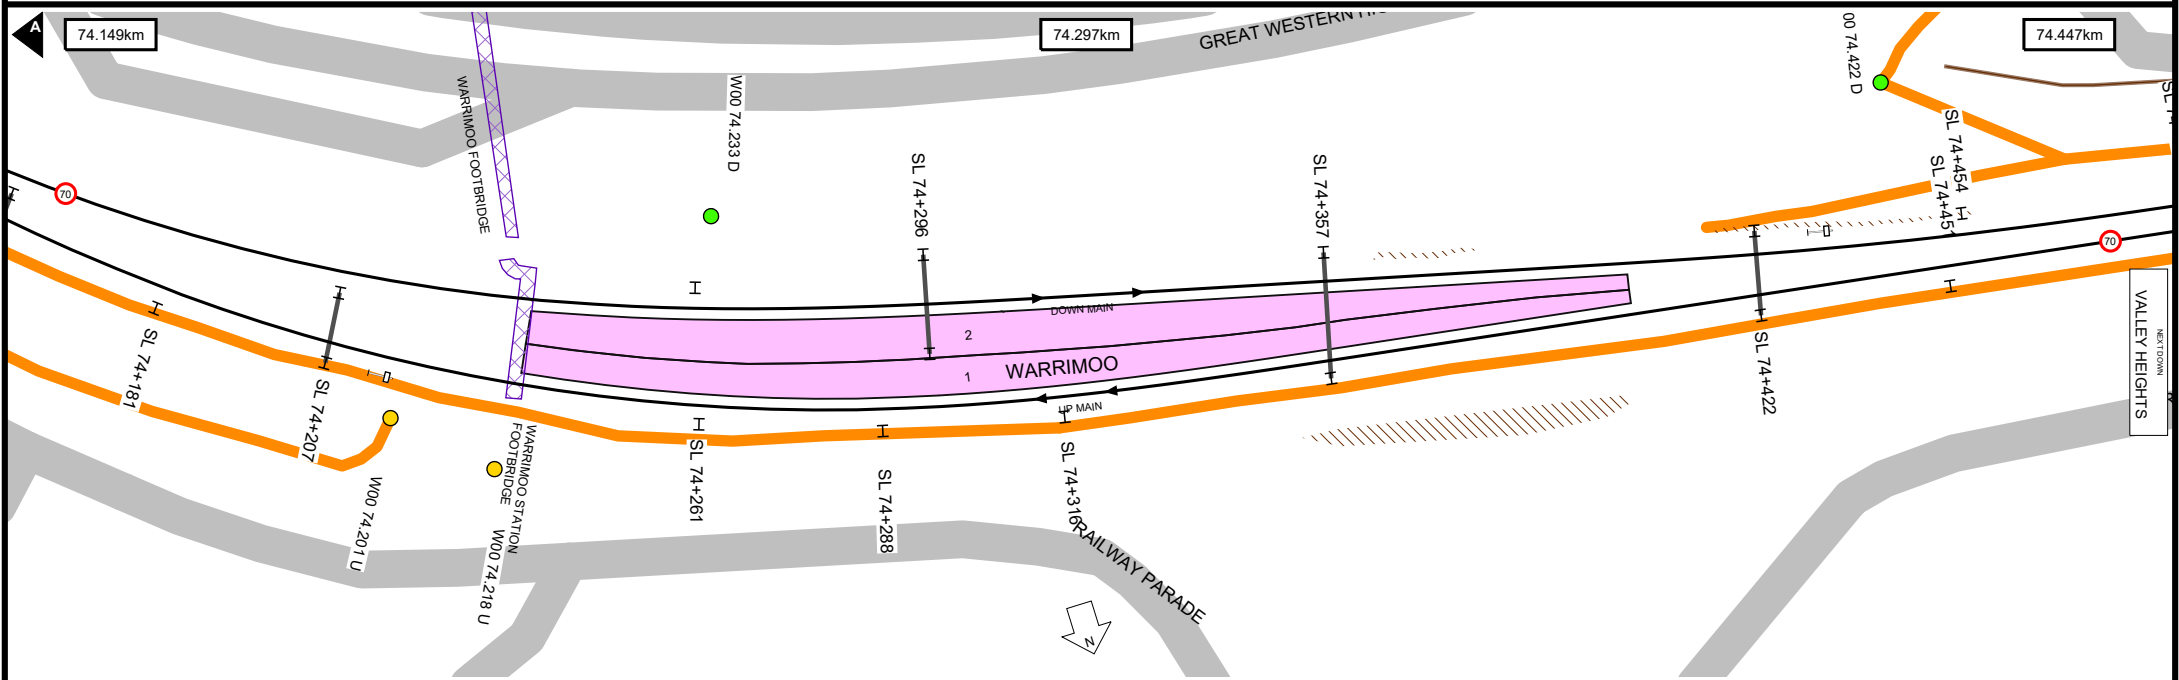 A
74.149km
74.297km
74.447km
GREAT WESTERN
00 74.422 D
WARRIMOO FOOTBRIDGE
W00 74.233 D
SL 74+296
SL 74+357
SL 74+454
SL 74+451
70
70
DOWN MAIN
2
WARRIMOO
1
UP MAIN
SL 74+181
SL 74+207
W00 74.201 U
WARRIMOO STATION
FOOTBRIDGE
W00 74.218 U
SL 74+261
SL 74+288
SL 74+316
RAILWAY PARADE
SL 74+422
NEXT DOWN
VALLEY HEIGHTS
N